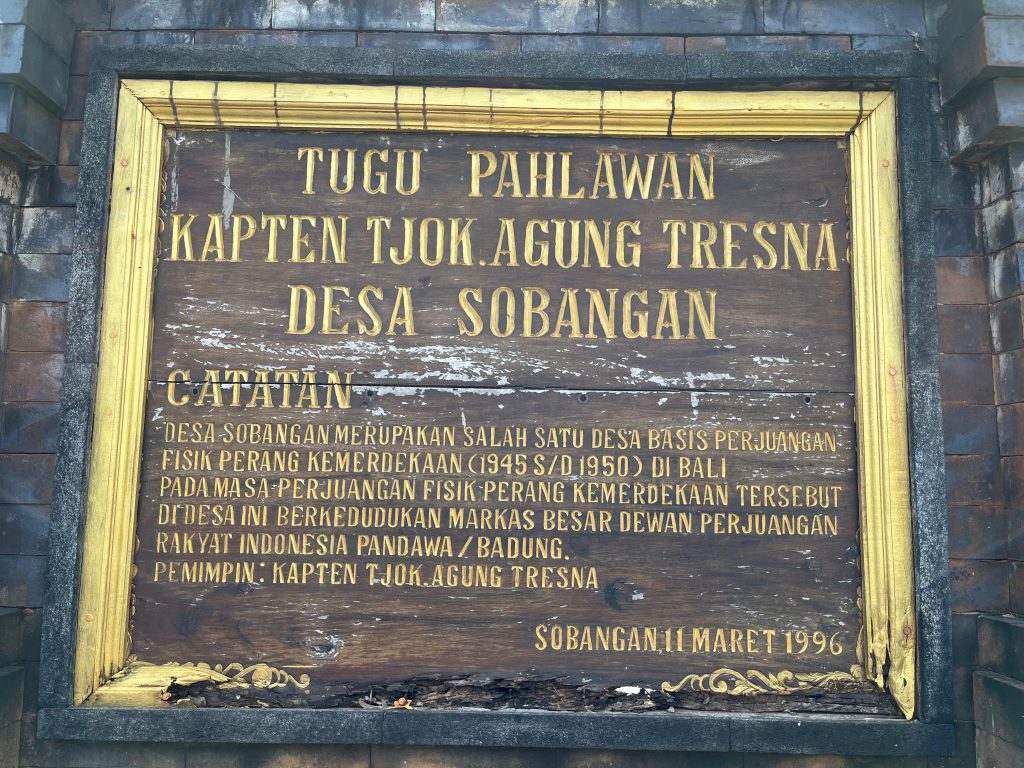 TUGU PAHLAWAN
KAPTEN TJOK.AGUNG TRESNA
DESA SOBANGAN
CATATAN
DESA SOBANGAN MERUPAKAN SALAH SATU DESA BASIS PERJUANGAN
FISIK PERANG KEMERDEKAAN (1945 S/D 1950) DI BALI
PADA MASA PERJUANGAN FISIK PERANG KEMERDEKAAN TERSEBUT
DI DESA INI BERKEDUDUKAN MARKAS BESAR DEWAN PERJUANGAN
RAKYAT INDONESIA PANDAWA/BADUNG.
PEMIMPIN: KAPTEN TJOK.AGUNG TRESNA
SOBANGAN, 11 MARET 1996